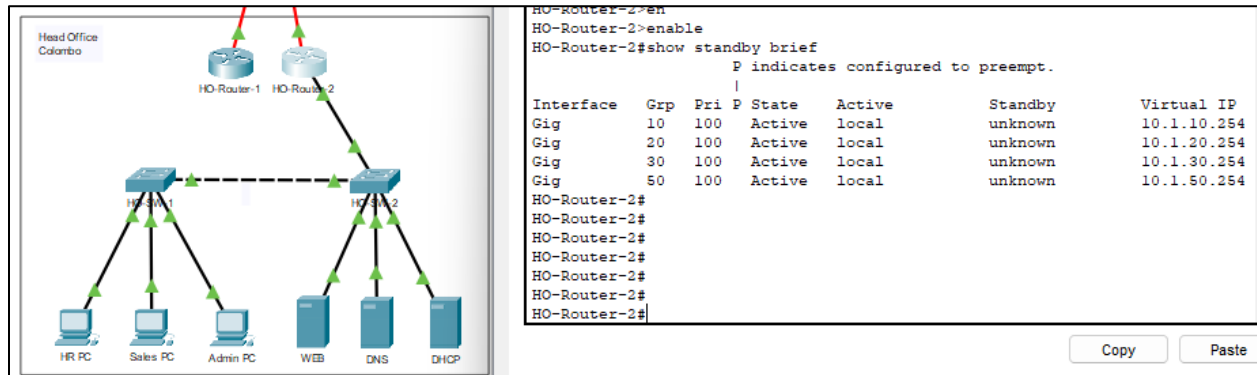 Head Office
Colombo
HO-Router-1
HO-Router-2
HO-SW-1
HO-SW-2
HR PC
Sales PC
Admin PC
WEB
DNS
DHCP
HO-Router-2>en
HO-Router-2>enable
HO-Router-2#show standby brief
P indicates configured to preempt.
|
Interface Grp Pri P State Active Standby Virtual IP
Gig 10 100 Active local unknown 10.1.10.254
Gig 20 100 Active local unknown 10.1.20.254
Gig 30 100 Active local unknown 10.1.30.254
Gig 50 100 Active local unknown 10.1.50.254
HO-Router-2#
HO-Router-2#
HO-Router-2#
HO-Router-2#
HO-Router-2#
HO-Router-2#
HO-Router-2#
Copy
Paste